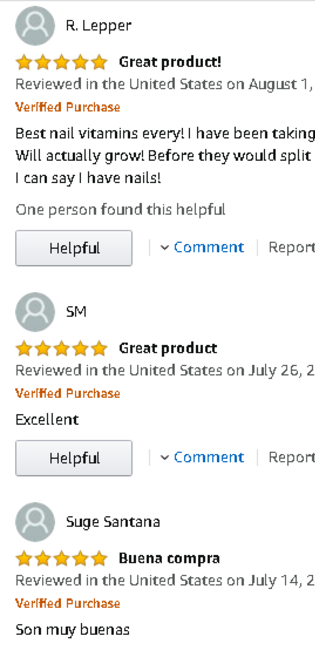 R. Lepper
Great product!
Reviewed in the United States on August 1,
Verified Purchase
Best nail vitamins every! I have been taking
Will actually grow! Before they would split
I can say I have nails!
One person found this helpful
Helpful
Comment
Report
SM
Great product
Reviewed in the United States on July 26, 2
Verified Purchase
Excellent
Helpful
Comment
Report
Suge Santana
Buena compra
Reviewed in the United States on July 14, 2
Verified Purchase
Son muy buenas